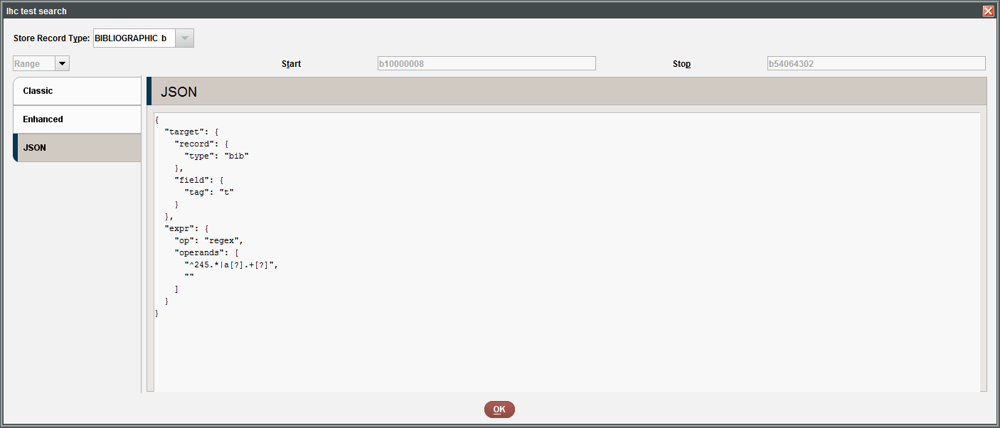 lhc test search
Store Record Type: BIBLIOGRAPHIC b
Range Start b10000008 Stop b54064302
Classic
Enhanced
JSON
JSON
{
  "target": {
    "record": {
      "type": "bib"
    },
    "field": {
      "tag": "t"
    }
  },
  "expr": {
    "op": "regex",
    "operands": [
      "^245.*|a[?].+[?]",
      ""
    ]
  }
}
OK